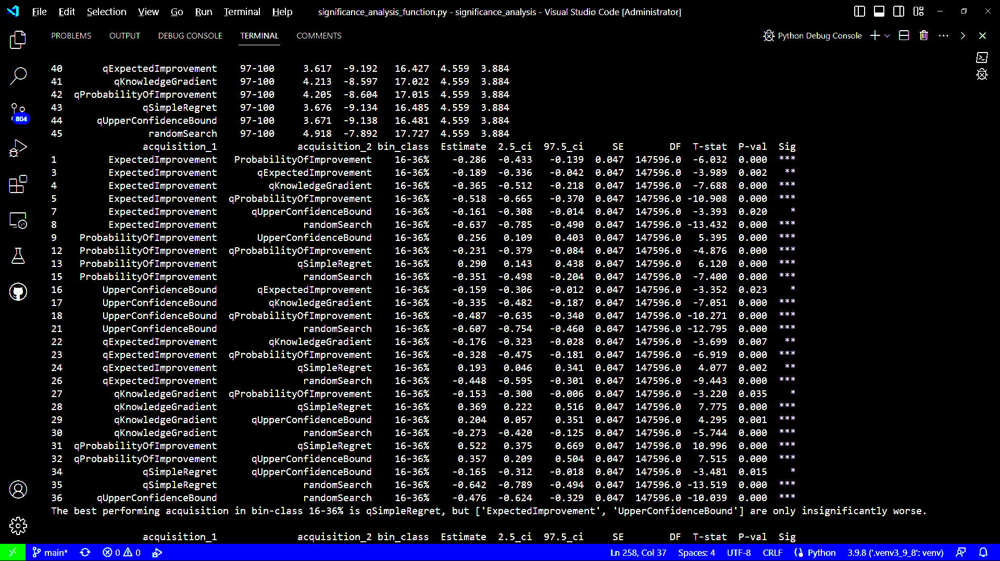 File Edit Selection View Go Run Terminal Help significance_analysis_function.py - significance_analysis - Visual Studio Code [Administrator]
PROBLEMS OUTPUT DEBUG CONSOLE TERMINAL COMMENTS Python Debug Console
40 qExpectedImprovement 97-100 3.617 -9.192 16.427 4.559 3.884
41 qKnowledgeGradient 97-100 4.213 -8.597 17.022 4.559 3.884
42 qProbabilityOfImprovement 97-100 4.205 -8.604 17.015 4.559 3.884
43 qSimpleRegret 97-100 3.676 -9.134 16.485 4.559 3.884
44 qUpperConfidenceBound 97-100 3.671 -9.138 16.481 4.559 3.884
45 randomSearch 97-100 4.918 -7.892 17.727 4.559 3.884
acquisition_1 acquisition_2 bin_class Estimate 2.5_ci 97.5_ci SE DF T-stat P-val Sig
1 ExpectedImprovement ProbabilityOfImprovement 16-36% -0.286 -0.433 -0.139 0.047 147596.0 -6.032 0.000 ***
3 ExpectedImprovement qExpectedImprovement 16-36% -0.189 -0.336 -0.042 0.047 147596.0 -3.989 0.002 **
4 ExpectedImprovement qKnowledgeGradient 16-36% -0.365 -0.512 -0.218 0.047 147596.0 -7.688 0.000 ***
5 ExpectedImprovement qProbabilityOfImprovement 16-36% -0.518 -0.665 -0.370 0.047 147596.0 -10.908 0.000 ***
7 ExpectedImprovement qUpperConfidenceBound 16-36% -0.161 -0.308 -0.014 0.047 147596.0 -3.393 0.020 *
8 ExpectedImprovement randomSearch 16-36% -0.637 -0.785 -0.490 0.047 147596.0 -13.432 0.000 ***
9 ProbabilityOfImprovement UpperConfidenceBound 16-36% 0.256 0.109 0.403 0.047 147596.0 5.395 0.000 ***
12 ProbabilityOfImprovement qProbabilityOfImprovement 16-36% -0.231 -0.379 -0.084 0.047 147596.0 -4.876 0.000 ***
13 ProbabilityOfImprovement qSimpleRegret 16-36% 0.290 0.143 0.438 0.047 147596.0 6.120 0.000 ***
15 ProbabilityOfImprovement randomSearch 16-36% -0.351 -0.498 -0.204 0.047 147596.0 -7.400 0.000 ***
16 UpperConfidenceBound qExpectedImprovement 16-36% -0.159 -0.306 -0.012 0.047 147596.0 -3.352 0.023 *
17 UpperConfidenceBound qKnowledgeGradient 16-36% -0.335 -0.482 -0.187 0.047 147596.0 -7.051 0.000 ***
18 UpperConfidenceBound qProbabilityOfImprovement 16-36% -0.487 -0.635 -0.340 0.047 147596.0 -10.271 0.000 ***
21 UpperConfidenceBound randomSearch 16-36% -0.607 -0.754 -0.460 0.047 147596.0 -12.795 0.000 ***
22 qExpectedImprovement qKnowledgeGradient 16-36% -0.176 -0.323 -0.028 0.047 147596.0 -3.699 0.007 **
23 qExpectedImprovement qProbabilityOfImprovement 16-36% -0.328 -0.475 -0.181 0.047 147596.0 -6.919 0.000 ***
24 qExpectedImprovement qSimpleRegret 16-36% 0.193 0.046 0.341 0.047 147596.0 4.077 0.002 **
26 qExpectedImprovement randomSearch 16-36% -0.448 -0.595 -0.301 0.047 147596.0 -9.443 0.000 ***
27 qKnowledgeGradient qProbabilityOfImprovement 16-36% -0.153 -0.300 -0.006 0.047 147596.0 -3.220 0.035 *
28 qKnowledgeGradient qSimpleRegret 16-36% 0.369 0.222 0.516 0.047 147596.0 7.775 0.000 ***
29 qKnowledgeGradient qUpperConfidenceBound 16-36% 0.204 0.057 0.351 0.047 147596.0 4.295 0.001 ***
30 qKnowledgeGradient randomSearch 16-36% -0.273 -0.420 -0.125 0.047 147596.0 -5.744 0.000 ***
31 qProbabilityOfImprovement qSimpleRegret 16-36% 0.522 0.375 0.669 0.047 147596.0 10.996 0.000 ***
32 qProbabilityOfImprovement qUpperConfidenceBound 16-36% 0.357 0.209 0.504 0.047 147596.0 7.515 0.000 ***
34 qSimpleRegret qUpperConfidenceBound 16-36% -0.165 -0.312 -0.018 0.047 147596.0 -3.481 0.015 *
35 qSimpleRegret randomSearch 16-36% -0.642 -0.789 -0.494 0.047 147596.0 -13.519 0.000 ***
36 qUpperConfidenceBound randomSearch 16-36% -0.476 -0.624 -0.329 0.047 147596.0 -10.039 0.000 ***
The best performing acquisition in bin-class 16-36% is qSimpleRegret, but ['ExpectedImprovement', 'UpperConfidenceBound'] are only insignificantly worse.
acquisition_1 acquisition_2 bin_class Estimate 2.5_ci 97.5_ci SE DF T-stat P-val Sig
804
main* 0 0 Ln 258, Col 37 Spaces: 4 UTF-8 CRLF Python 3.9.8 ('.venv3_9_8': venv)